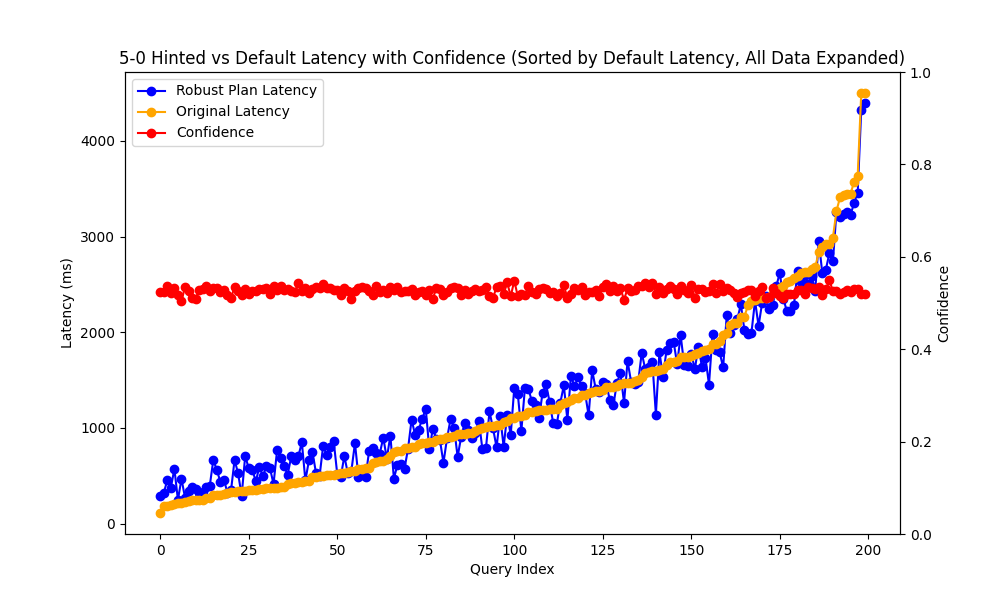 5-0 Hinted vs Default Latency with Confidence (Sorted by Default Latency, All Data Expanded)
Robust Plan Latency
Original Latency
Confidence
Latency (ms)
4000
3000
2000
1000
0
1.0
0.8
0.6
0.4
0.2
0.0
Confidence
0 25 50 75 100 125 150 175 200
Query Index